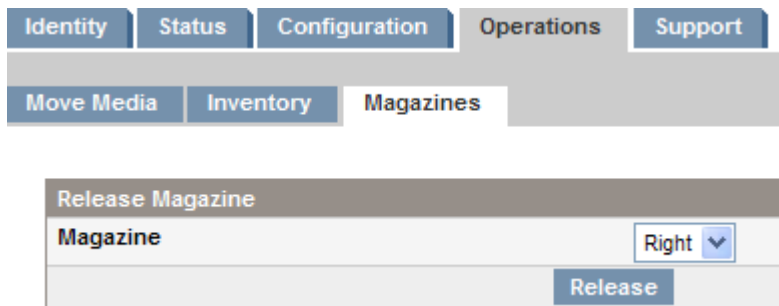 Identity Status Configuration Operations Support
Move Media Inventory Magazines
Release Magazine
Magazine Right
Release